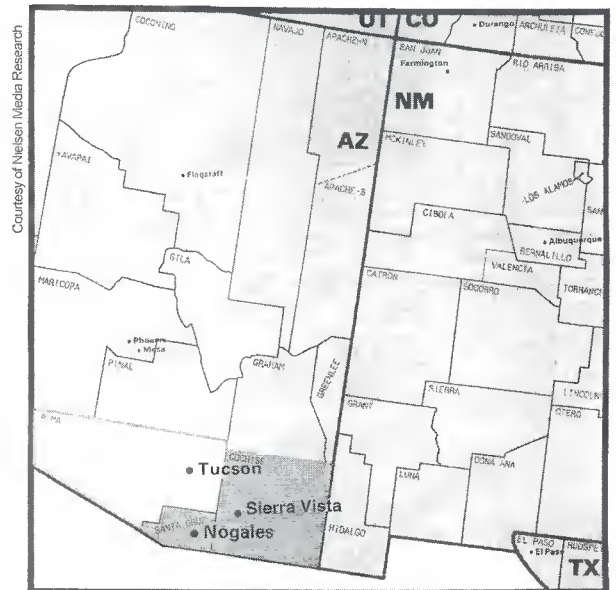 Courtesy of Nielsen Media Research
UT CO
COCONINO
NAVAJO
APACHE-N
Durango
ARCHULETA
SAN JUAN
Farmington
RIO ARRIBA
NM
AZ
MCKINLEY
SANDOVAL
YAVAPAI
Flagstaff
APACHE-S
LOS ALAMOS
SAN
CIBOLA
Albuquerque
BERNALILLO
VALENCIA
GILA
CATRON
SOCORRO
TORRANCE
MARICOPA
Phoenix
Mesa
PINAL
GRAHAM
GREENLEE
SIERRA
LINCOLN
GRANT
OTERO
PIMA
COCHISE
LUNA
DONA ANA
Tucson
Sierra Vista
SANTA CRUZ
Nogales
HIDALGO
EL PASO
HUDSPE
El Paso
TX